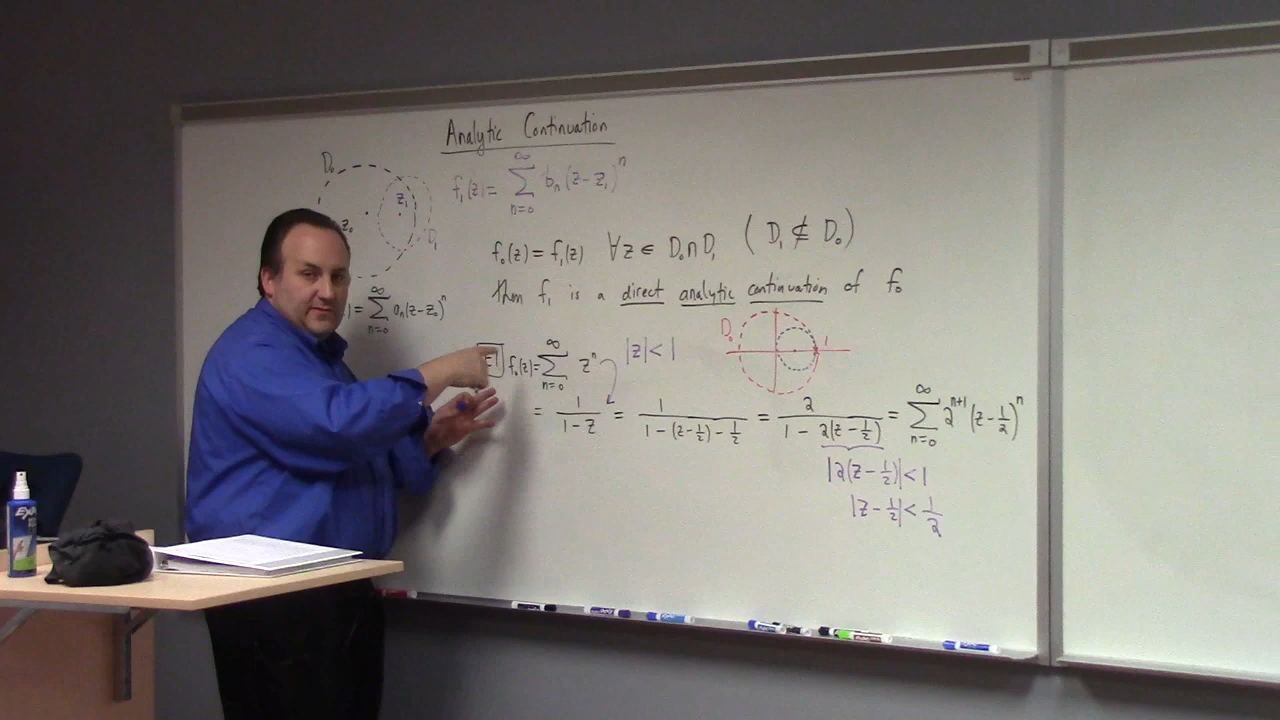 Analytic Continuation
D₀
z₁
z₀
D₁
f₁(z) = ∑_{n=0}^{∞} b_n (z-z₁)^n
f₀(z) = f₁(z) ∀z ∈ D₀∩D₁ (D₁ ⊄ D₀)
) = ∑_{n=0}^{∞} a_n (z-z₀)^n
Then f₁ is a direct analytic continuation of f₀
E1 f₀(z) = ∑_{n=0}^{∞} z^n |z| < 1
D₀ 1
= 1/(1-z) = 1/(1-(z-1/2)-1/2) = 2/(1-2(z-1/2)) = ∑_{n=0}^{∞} 2^{n+1} (z-1/2)^n
|2(z-1/2)| < 1
|z-1/2| < 1/2
EXPO